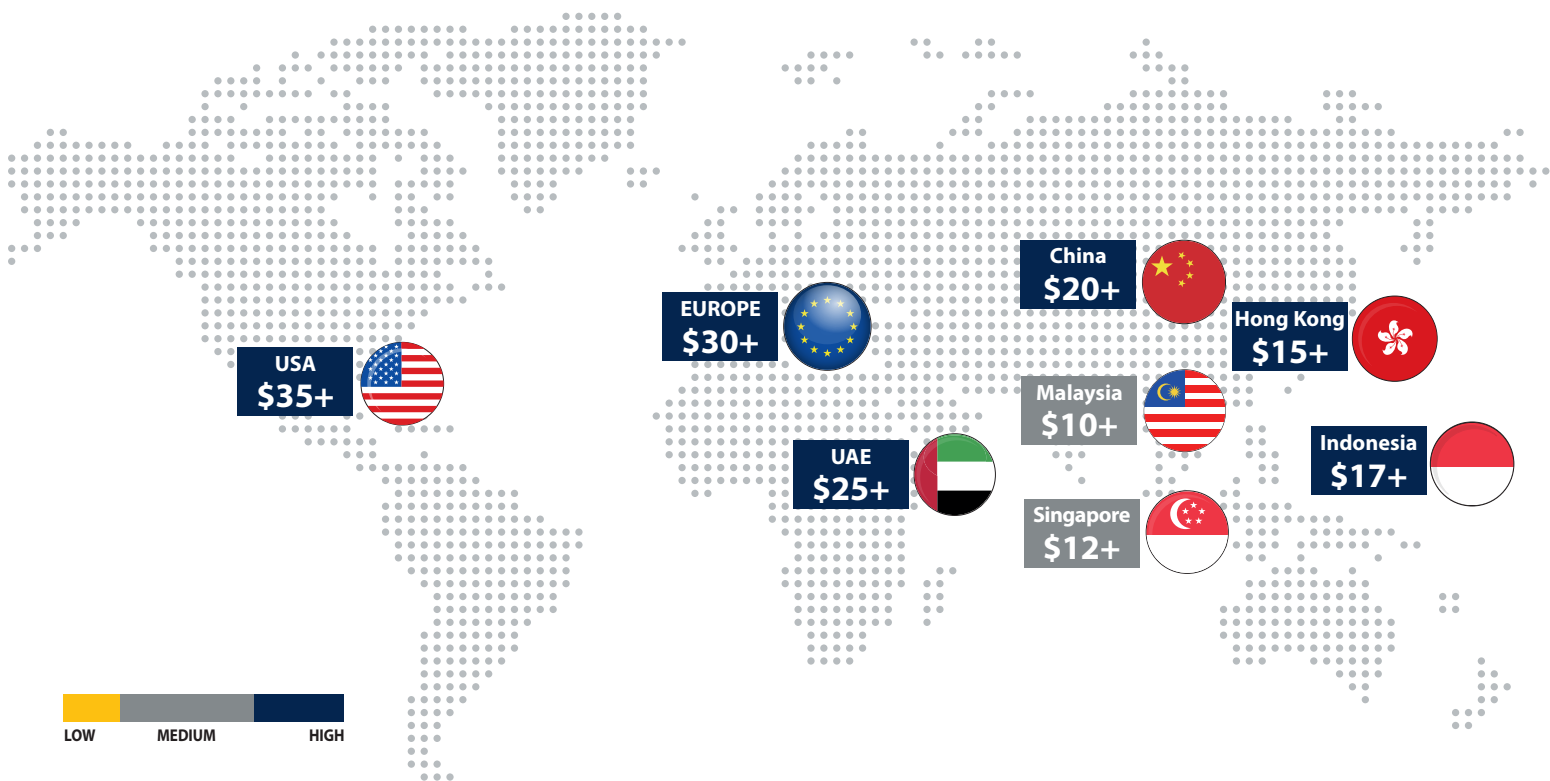 China
$20+
EUROPE
$30+
Hong Kong
$15+
USA
$35+
Malaysia
$10+
Indonesia
$17+
UAE
$25+
Singapore
$12+
LOW MEDIUM HIGH